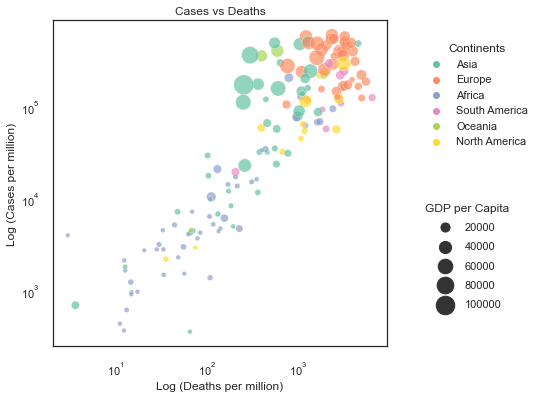 Cases vs Deaths
Log (Cases per million)
10^5
10^4
10^3
10^1
10^2
10^3
Log (Deaths per million)
Continents
Asia
Europe
Africa
South America
Oceania
North America
GDP per Capita
20000
40000
60000
80000
100000